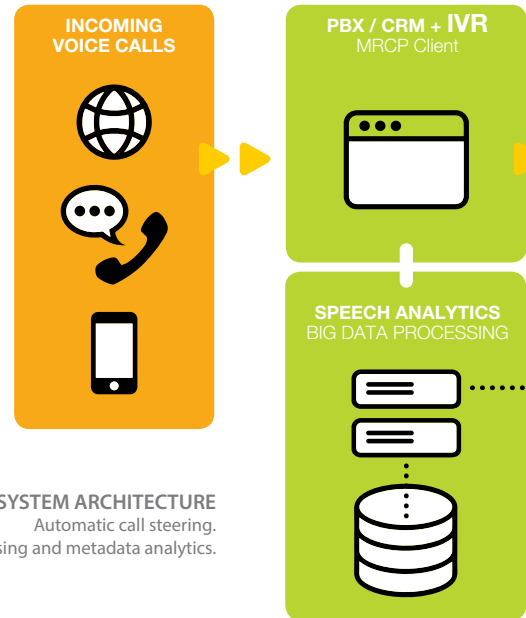 INCOMING
VOICE CALLS
PBX / CRM + IVR
MRCP Client
SPEECH ANALYTICS
BIG DATA PROCESSING
SYSTEM ARCHITECTURE
Automatic call steering.
and metadata analytics.